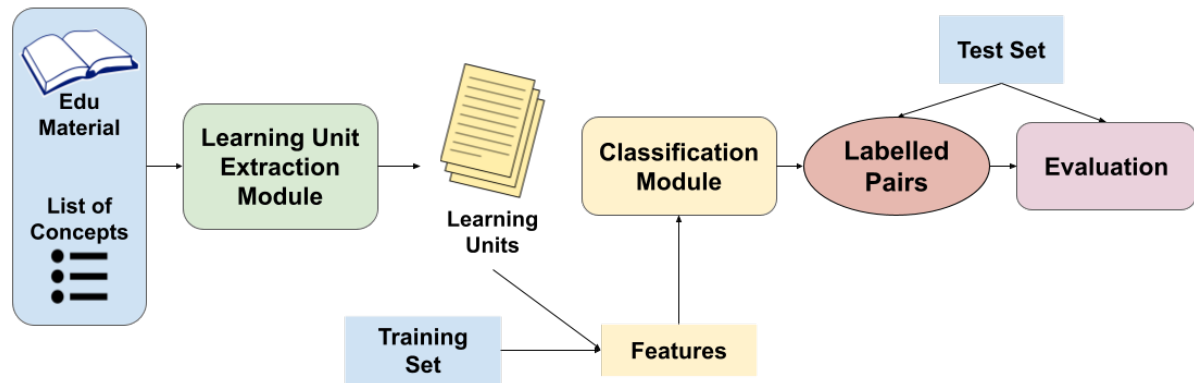 Edu
Material
List of
Concepts
Learning Unit
Extraction
Module
Learning
Units
Training
Set
Features
Classification
Module
Labelled
Pairs
Test Set
Evaluation